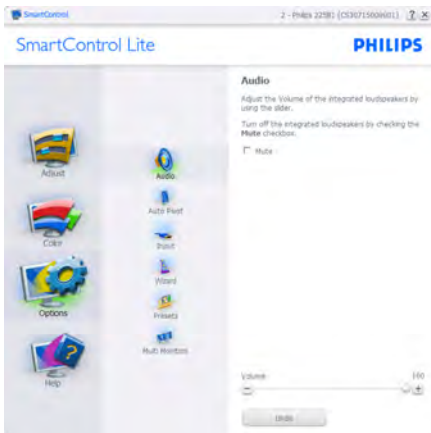 SmartControl
2 - Philips 225B1 (CS30715000001)
SmartControl Lite
PHILIPS
Adjust
Color
Options
Help
Audio
Auto Pivot
Pivot
Wizard
Presets
Multi Monitors
Audio
Adjust the Volume of the integrated loudspeakers by
using the slider.
Turn off the integrated loudspeakers by checking the
Mute checkbox.
Mute
Volume
100
Undo